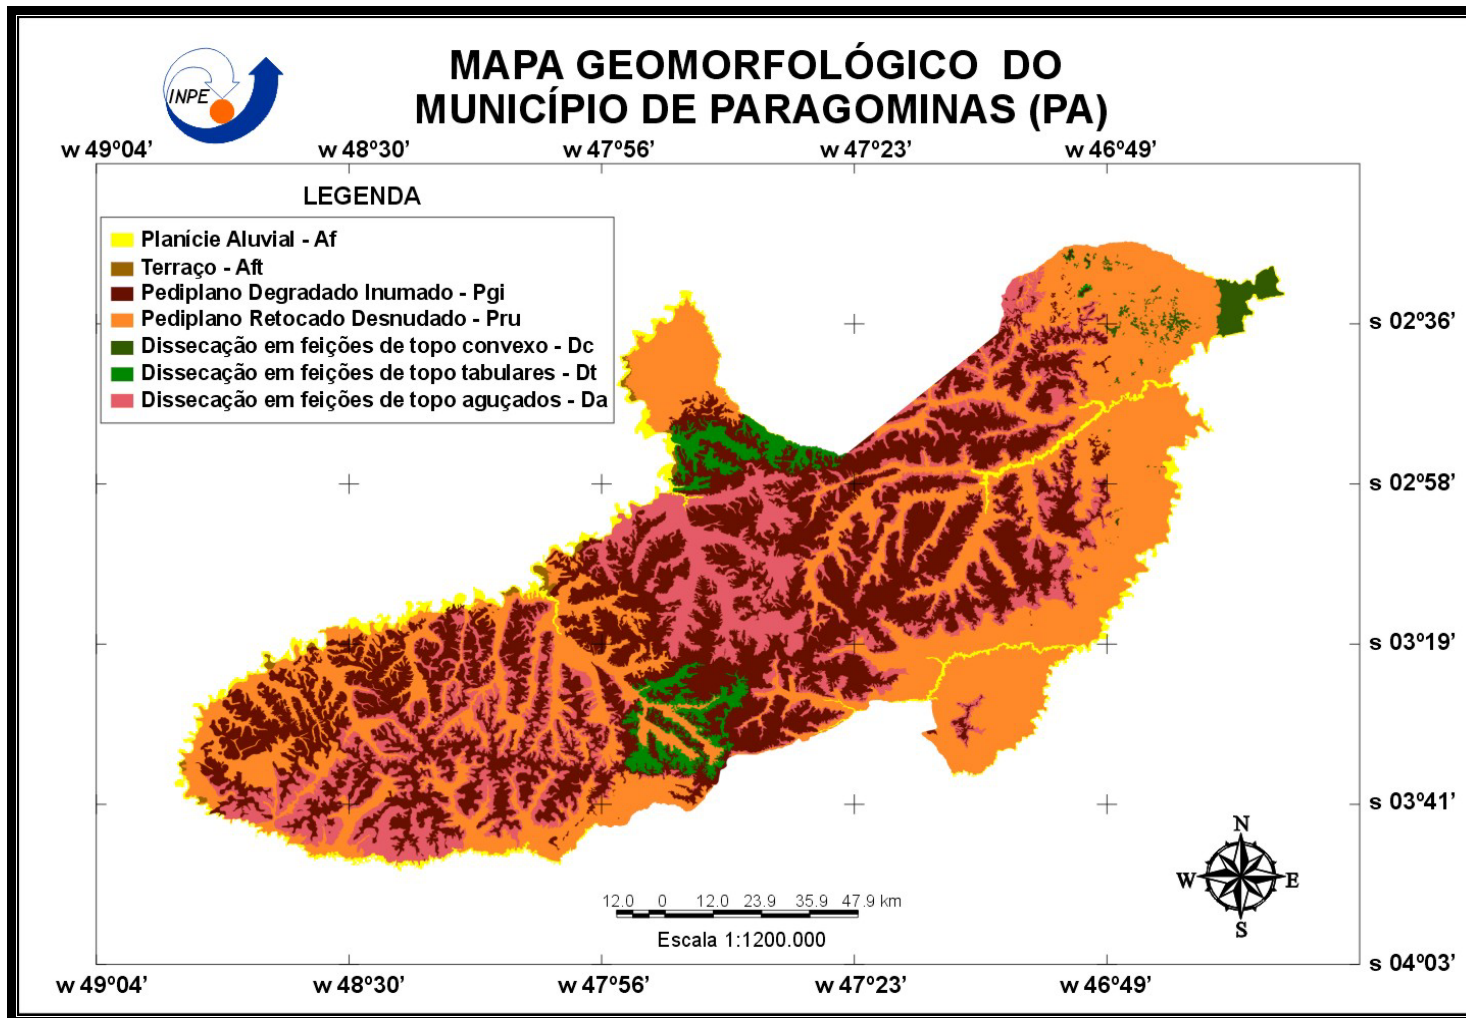 INPE
MAPA GEOMORFOLÓGICO DO
MUNICÍPIO DE PARAGOMINAS (PA)
w 49º04’ w 48º30’ w 47º56’ w 47º23’ w 46º49’
LEGENDA
Planície Aluvial - Af
Terraço - Aft
Pediplano Degradado Inumado - Pgi
Pediplano Retocado Desnudado - Pru
Dissecação em feições de topo convexo - Dc
Dissecação em feições de topo tabulares - Dt
Dissecação em feições de topo aguçados - Da
s 02º36’
s 02º58’
s 03º19’
s 03º41’
s 04º03’
N
W E
S
12.0 0 12.0 23.9 35.9 47.9 km
Escala 1:1200.000
w 49º04’ w 48º30’ w 47º56’ w 47º23’ w 46º49’